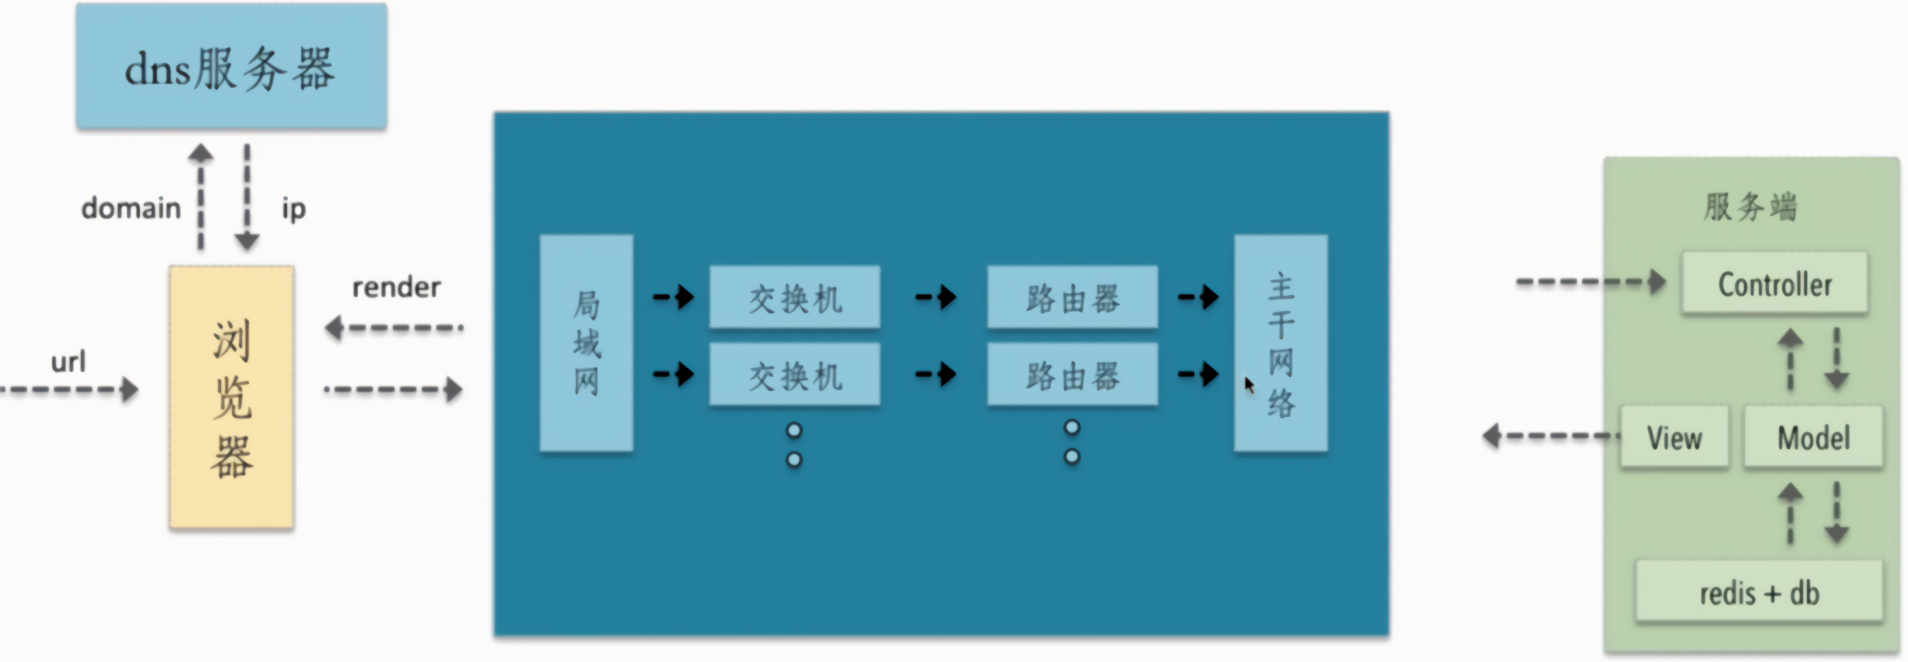 dns服务器
domain
ip
url
浏览器
render
局域网
交换机
路由器
交换机
路由器
主干网络
服务端
Controller
View
Model
redis + db